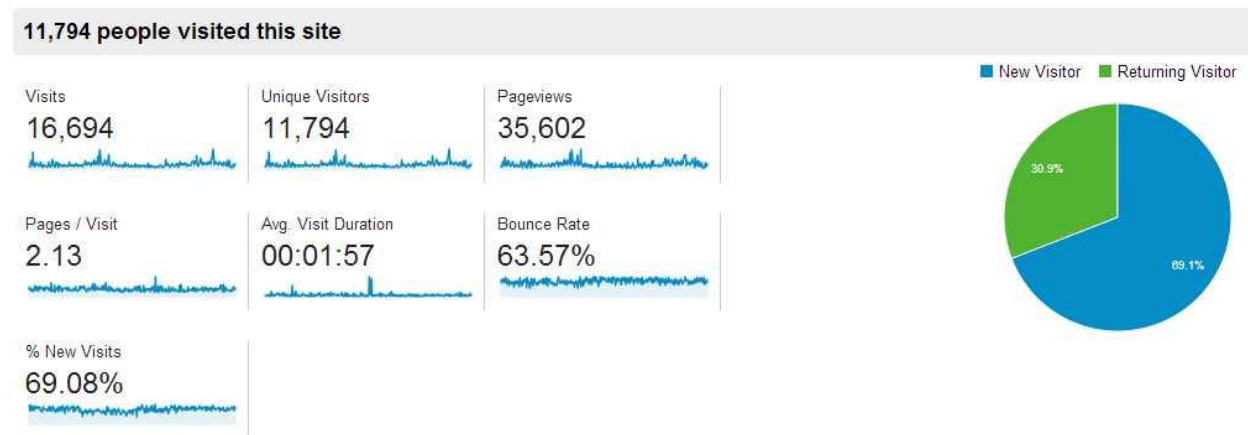 11,794 people visited this site
New Visitor Returning Visitor
Visits Unique Visitors Pageviews
16,694 11,794 35,602
30.9%
Pages / Visit Avg. Visit Duration Bounce Rate
2.13 00:01:57 63.57%
69.1%
% New Visits
69.08%